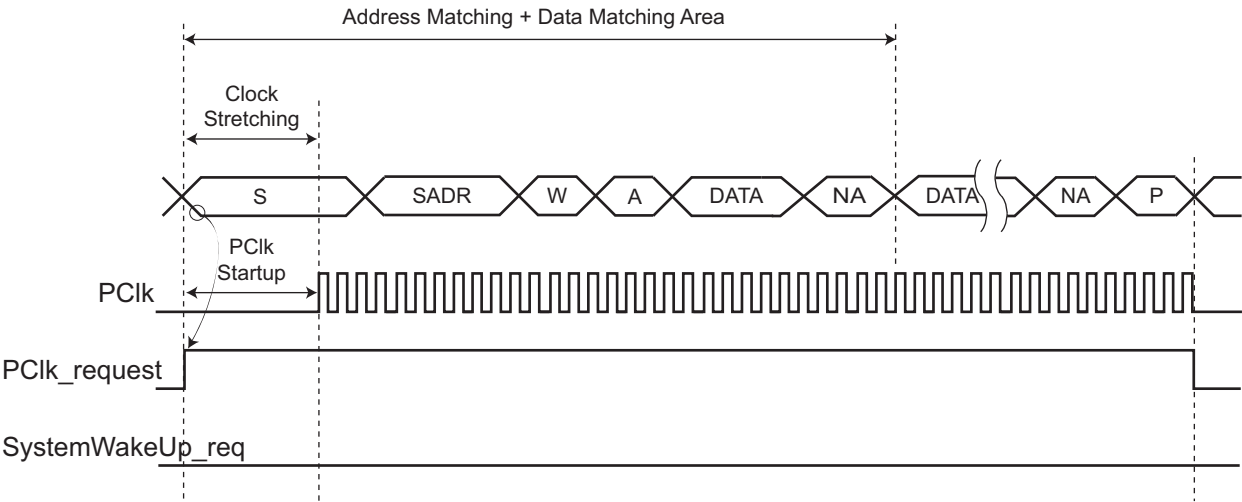 Address Matching + Data Matching Area
Clock
Stretching
S SADR W A DATA NA DATA NA P
PClk
Startup
PClk
PClk_request
SystemWakeUp_req